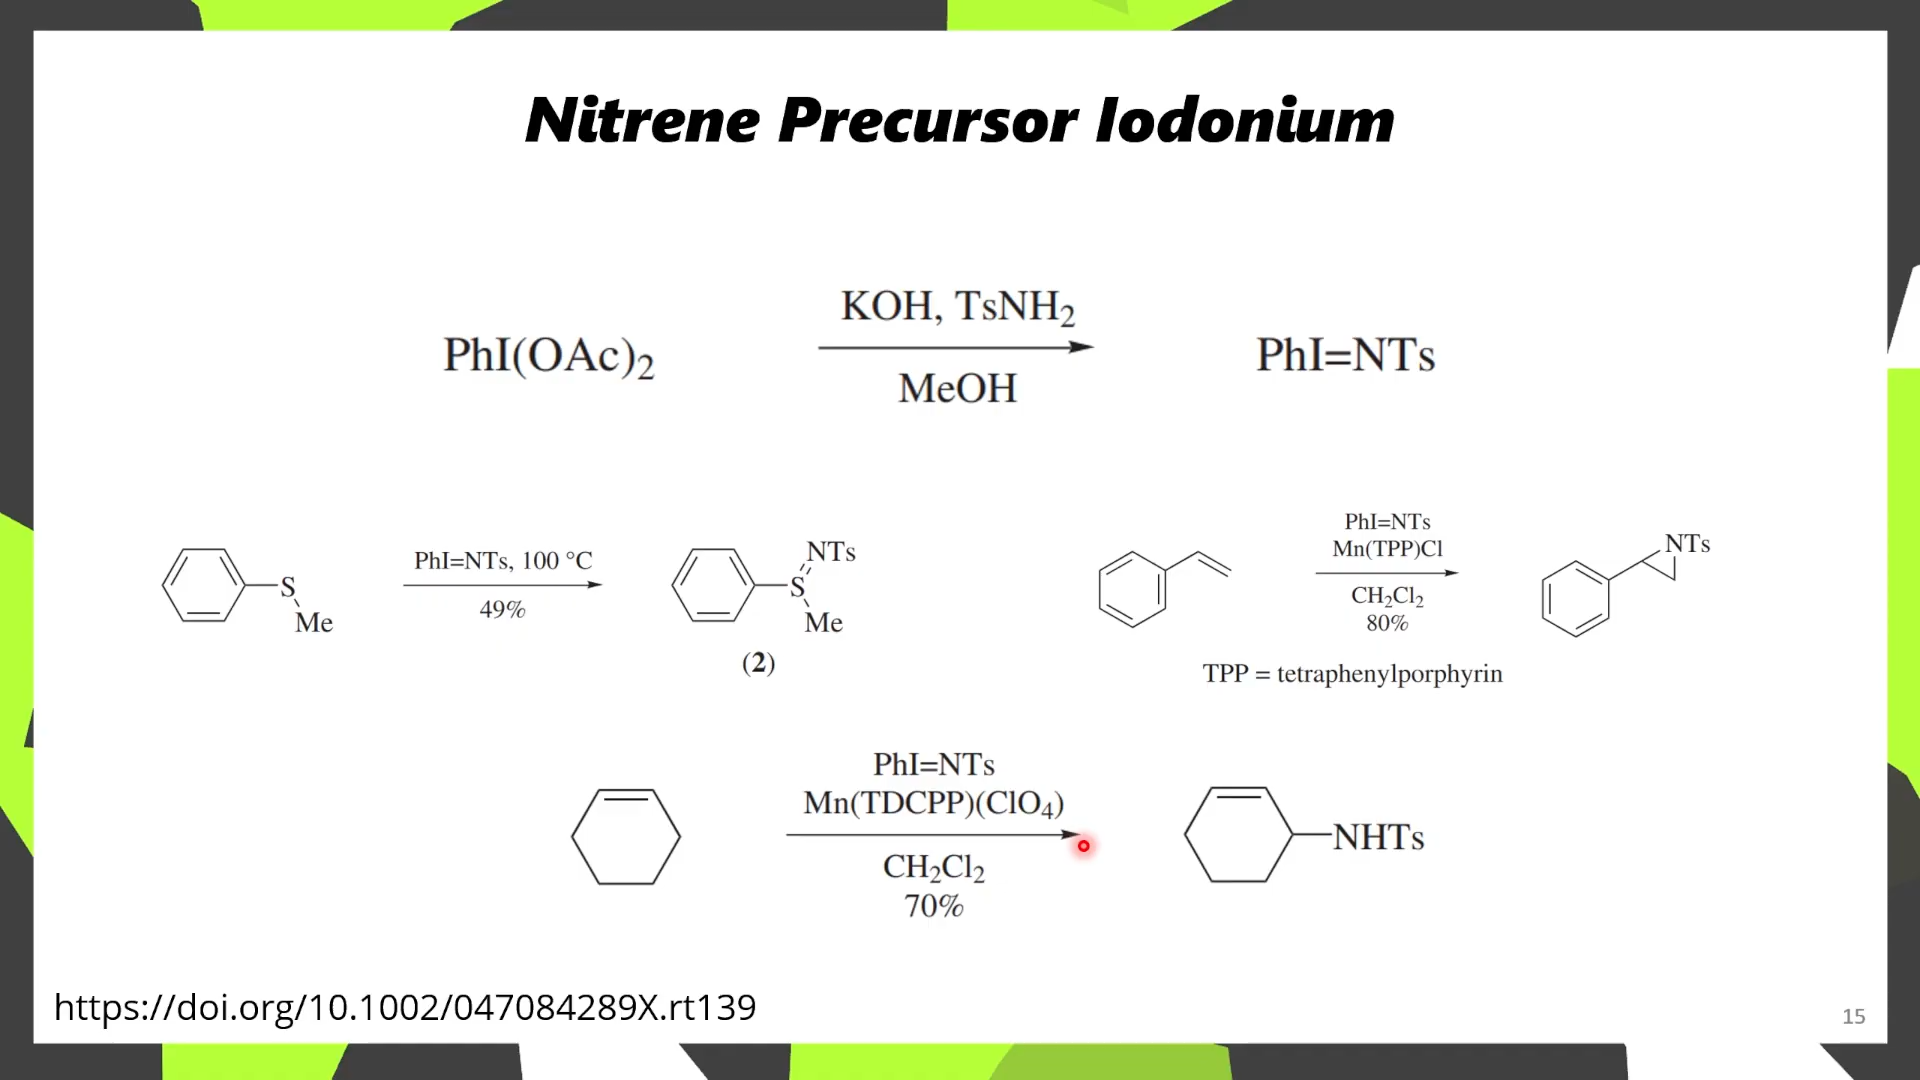 Nitrene Precursor Iodonium
KOH, TsNH₂
PhI(OAc)₂
PhI=NTs
MeOH
PhI=NTs, 100 °C
49%
S
Me
NTs
S
Me
(2)
PhI=NTs
Mn(TPP)Cl
CH₂Cl₂
80%
NTs
TPP = tetraphenylporphyrin
PhI=NTs
Mn(TDCPP)(ClO₄)
CH₂Cl₂
70%
NHTs
https://doi.org/10.1002/047084289X.rt139
15